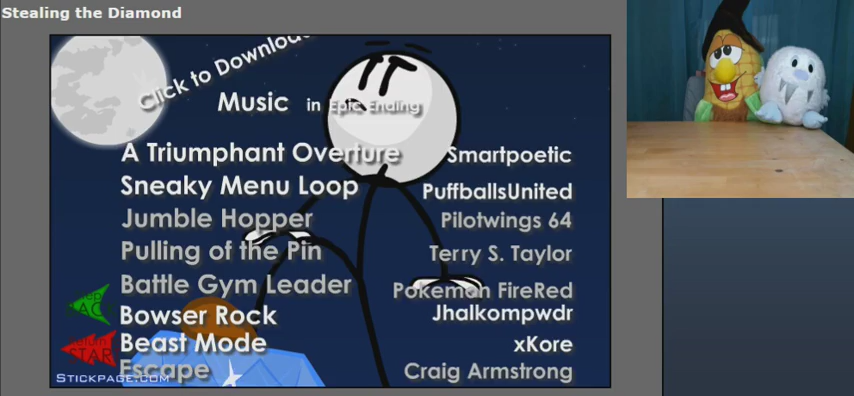 Stealing the Diamond
Click to Download
Music in Epic Ending
A Triumphant Overture Smartpoetic
Sneaky Menu Loop PuffballsUnited
Jumble Hopper Pilotwings 64
Pulling of the Pin Terry S. Taylor
Battle Gym Leader Pokemon FireRed
Bowser Rock Jhalkompwdr
Beast Mode xKore
Escape Craig Armstrong
STICKPAGE.COM